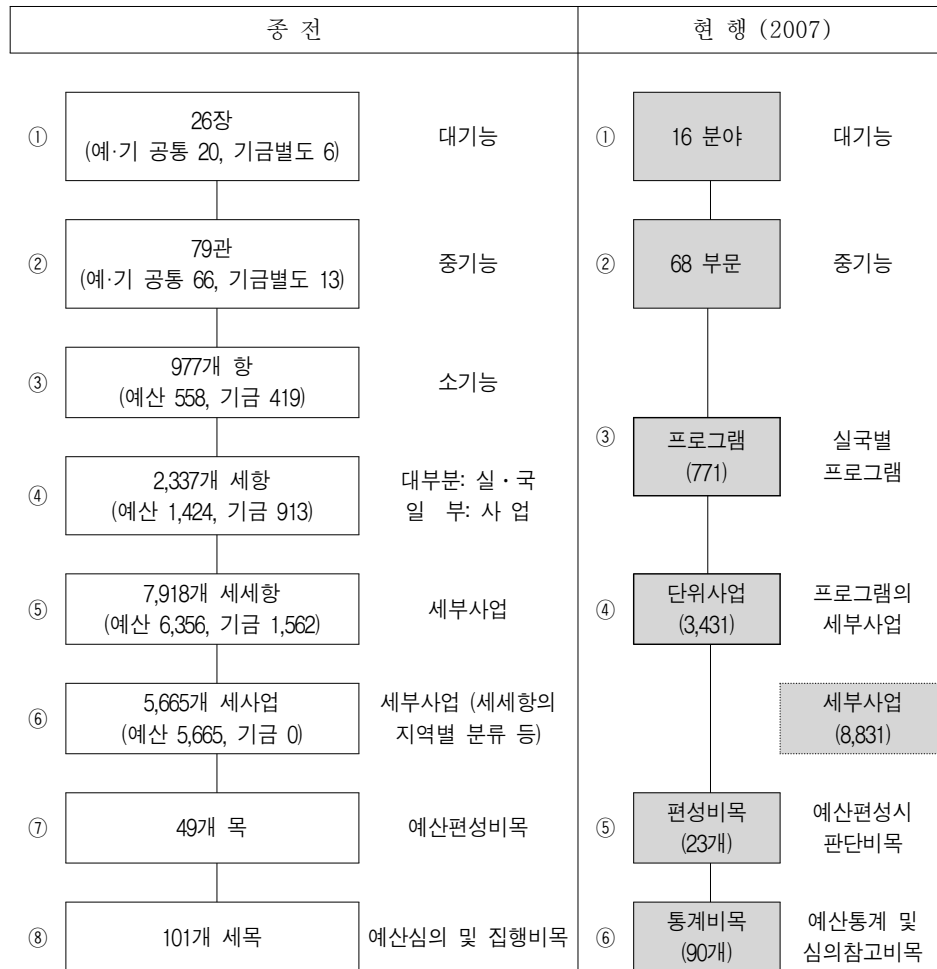 종 전
현 행 (2007)
①
26장
(예·기 공통 20, 기금별도 6)
대기능
①
16 분야
대기능
②
79관
(예·기 공통 66, 기금별도 13)
중기능
②
68 부문
중기능
③
977개 항
(예산 558, 기금 419)
소기능
③
프로그램
(771)
실국별
프로그램
④
2,337개 세항
(예산 1,424, 기금 913)
대부분: 실·국
일 부: 사 업
⑤
7,918개 세세항
(예산 6,356, 기금 1,562)
세부사업
④
단위사업
(3,431)
프로그램의
세부사업
⑥
5,665개 세사업
(예산 5,665, 기금 0)
세부사업 (세세항의
지역별 분류 등)
세부사업
(8,831)
⑦
49개 목
예산편성비목
⑤
편성비목
(23개)
예산편성시
판단비목
⑧
101개 세목
예산심의 및 집행비목
⑥
통계비목
(90개)
예산통계 및
심의참고비목